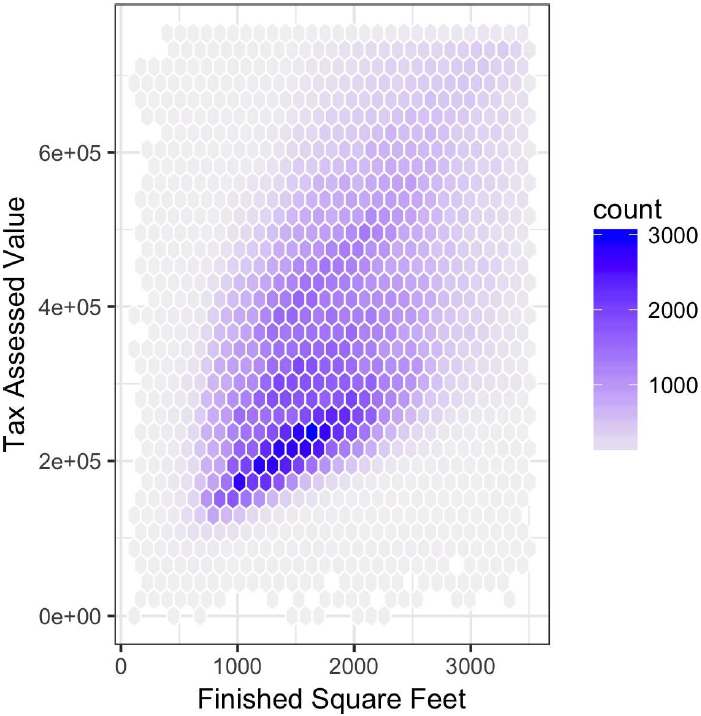 Tax Assessed Value
6e+05
4e+05
2e+05
0e+00
0 1000 2000 3000
Finished Square Feet
count
3000
2000
1000